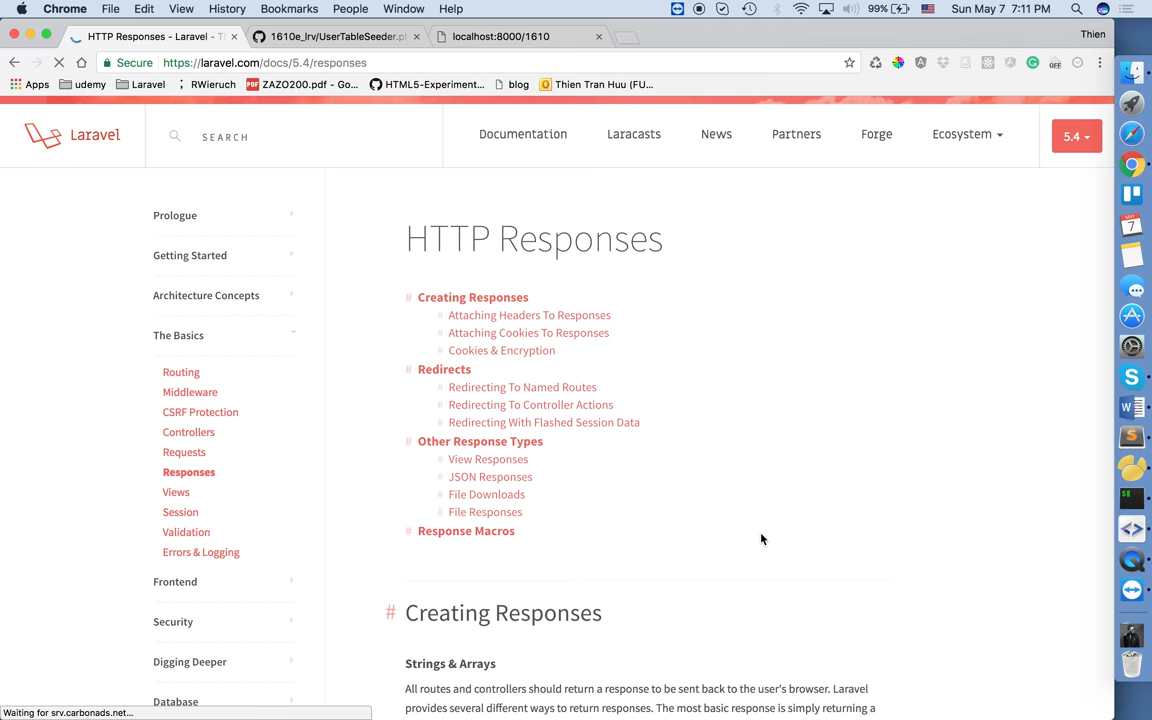 Chrome File Edit View History Bookmarks People Window Help 99% Sun May 7 7:11 PM
HTTP Responses - Laravel - T 1610e_lrv/UserTableSeeder.p localhost:8000/1610 Thien
Secure https://laravel.com/docs/5.4/responses
Apps udemy Laravel RWieruch ZAZO200.pdf - Go... HTML5-Experiment... blog Thien Tran Huu (FU...
Laravel SEARCH Documentation Laracasts News Partners Forge Ecosystem 5.4
Prologue
Getting Started
Architecture Concepts
The Basics
Routing
Middleware
CSRF Protection
Controllers
Requests
Responses
Views
Session
Validation
Errors & Logging
Frontend
Security
Digging Deeper
Database
HTTP Responses
# Creating Responses
# Attaching Headers To Responses
# Attaching Cookies To Responses
# Cookies & Encryption
# Redirects
# Redirecting To Named Routes
# Redirecting To Controller Actions
# Redirecting With Flashed Session Data
# Other Response Types
# View Responses
# JSON Responses
# File Downloads
# File Responses
# Response Macros
# Creating Responses
Strings & Arrays
All routes and controllers should return a response to be sent back to the user's browser. Laravel
provides several different ways to return responses. The most basic response is simply returning a
Waiting for srv.carbonads.net...